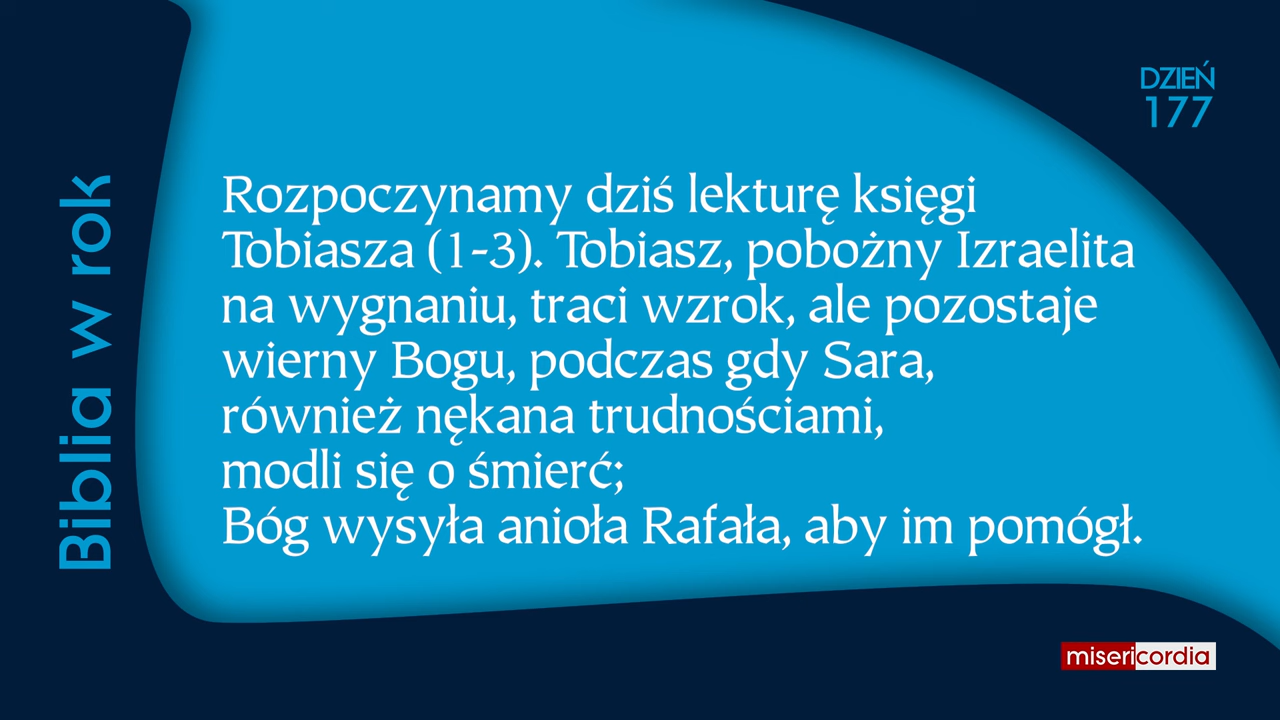 Biblia w rok
DZIEŃ
177
Rozpoczynamy dziś lekturę księgi
Tobiasza (1-3). Tobiasz, pobożny Izraelita
na wygnaniu, traci wzrok, ale pozostaje
wierny Bogu, podczas gdy Sara,
również nękana trudnościami,
modli się o śmierć;
Bóg wysyła anioła Rafała, aby im pomógł.
misericordia